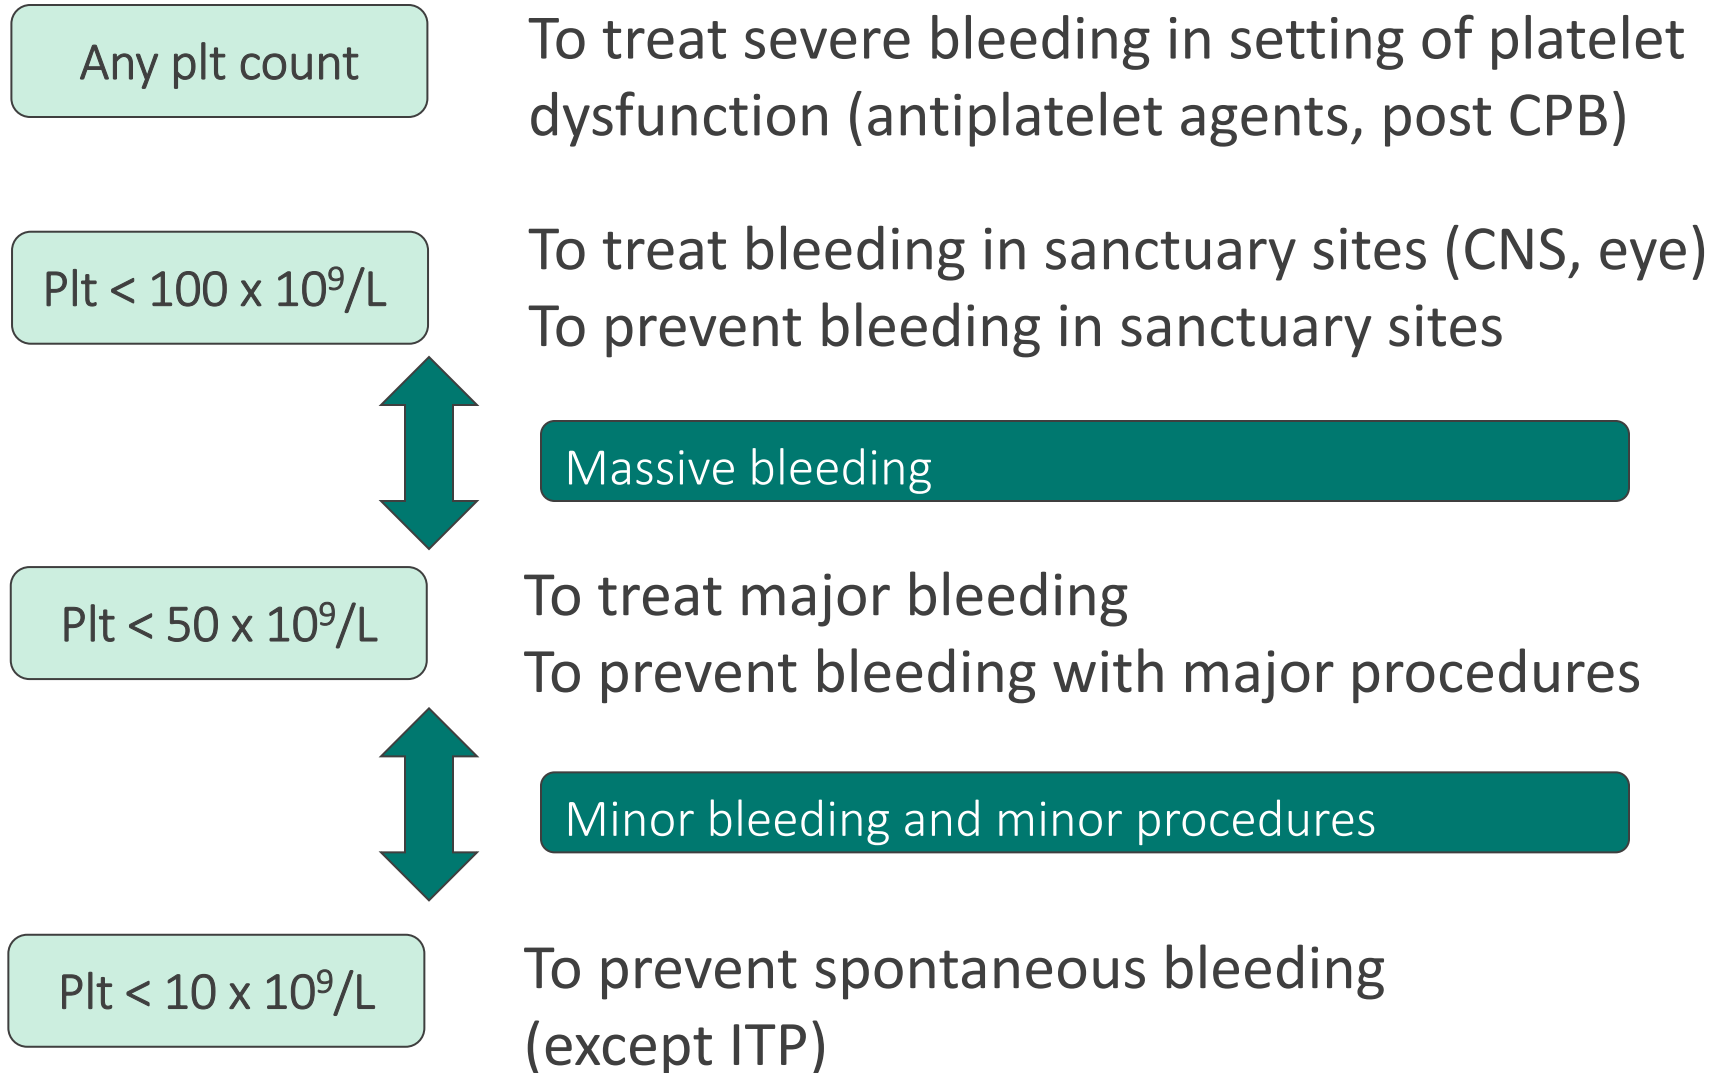 Any plt count
To treat severe bleeding in setting of platelet
dysfunction (antiplatelet agents, post CPB)
Plt < 100 x 10⁹/L
To treat bleeding in sanctuary sites (CNS, eye)
To prevent bleeding in sanctuary sites
Massive bleeding
Plt < 50 x 10⁹/L
To treat major bleeding
To prevent bleeding with major procedures
Minor bleeding and minor procedures
Plt < 10 x 10⁹/L
To prevent spontaneous bleeding
(except ITP)